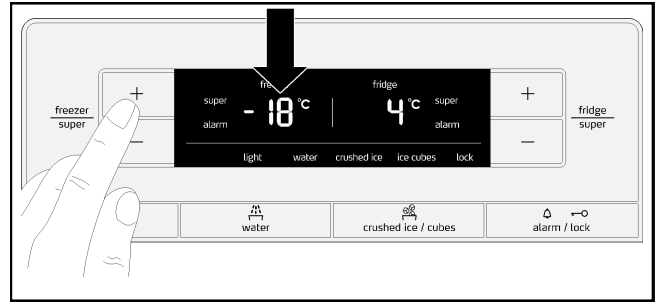 fre fridge
+ +
super - 18 °C 4 °C super
freezer
super
fridge
super
alarm alarm
- -
light water crushed ice ice cubes lock
water crushed ice / cubes alarm / lock